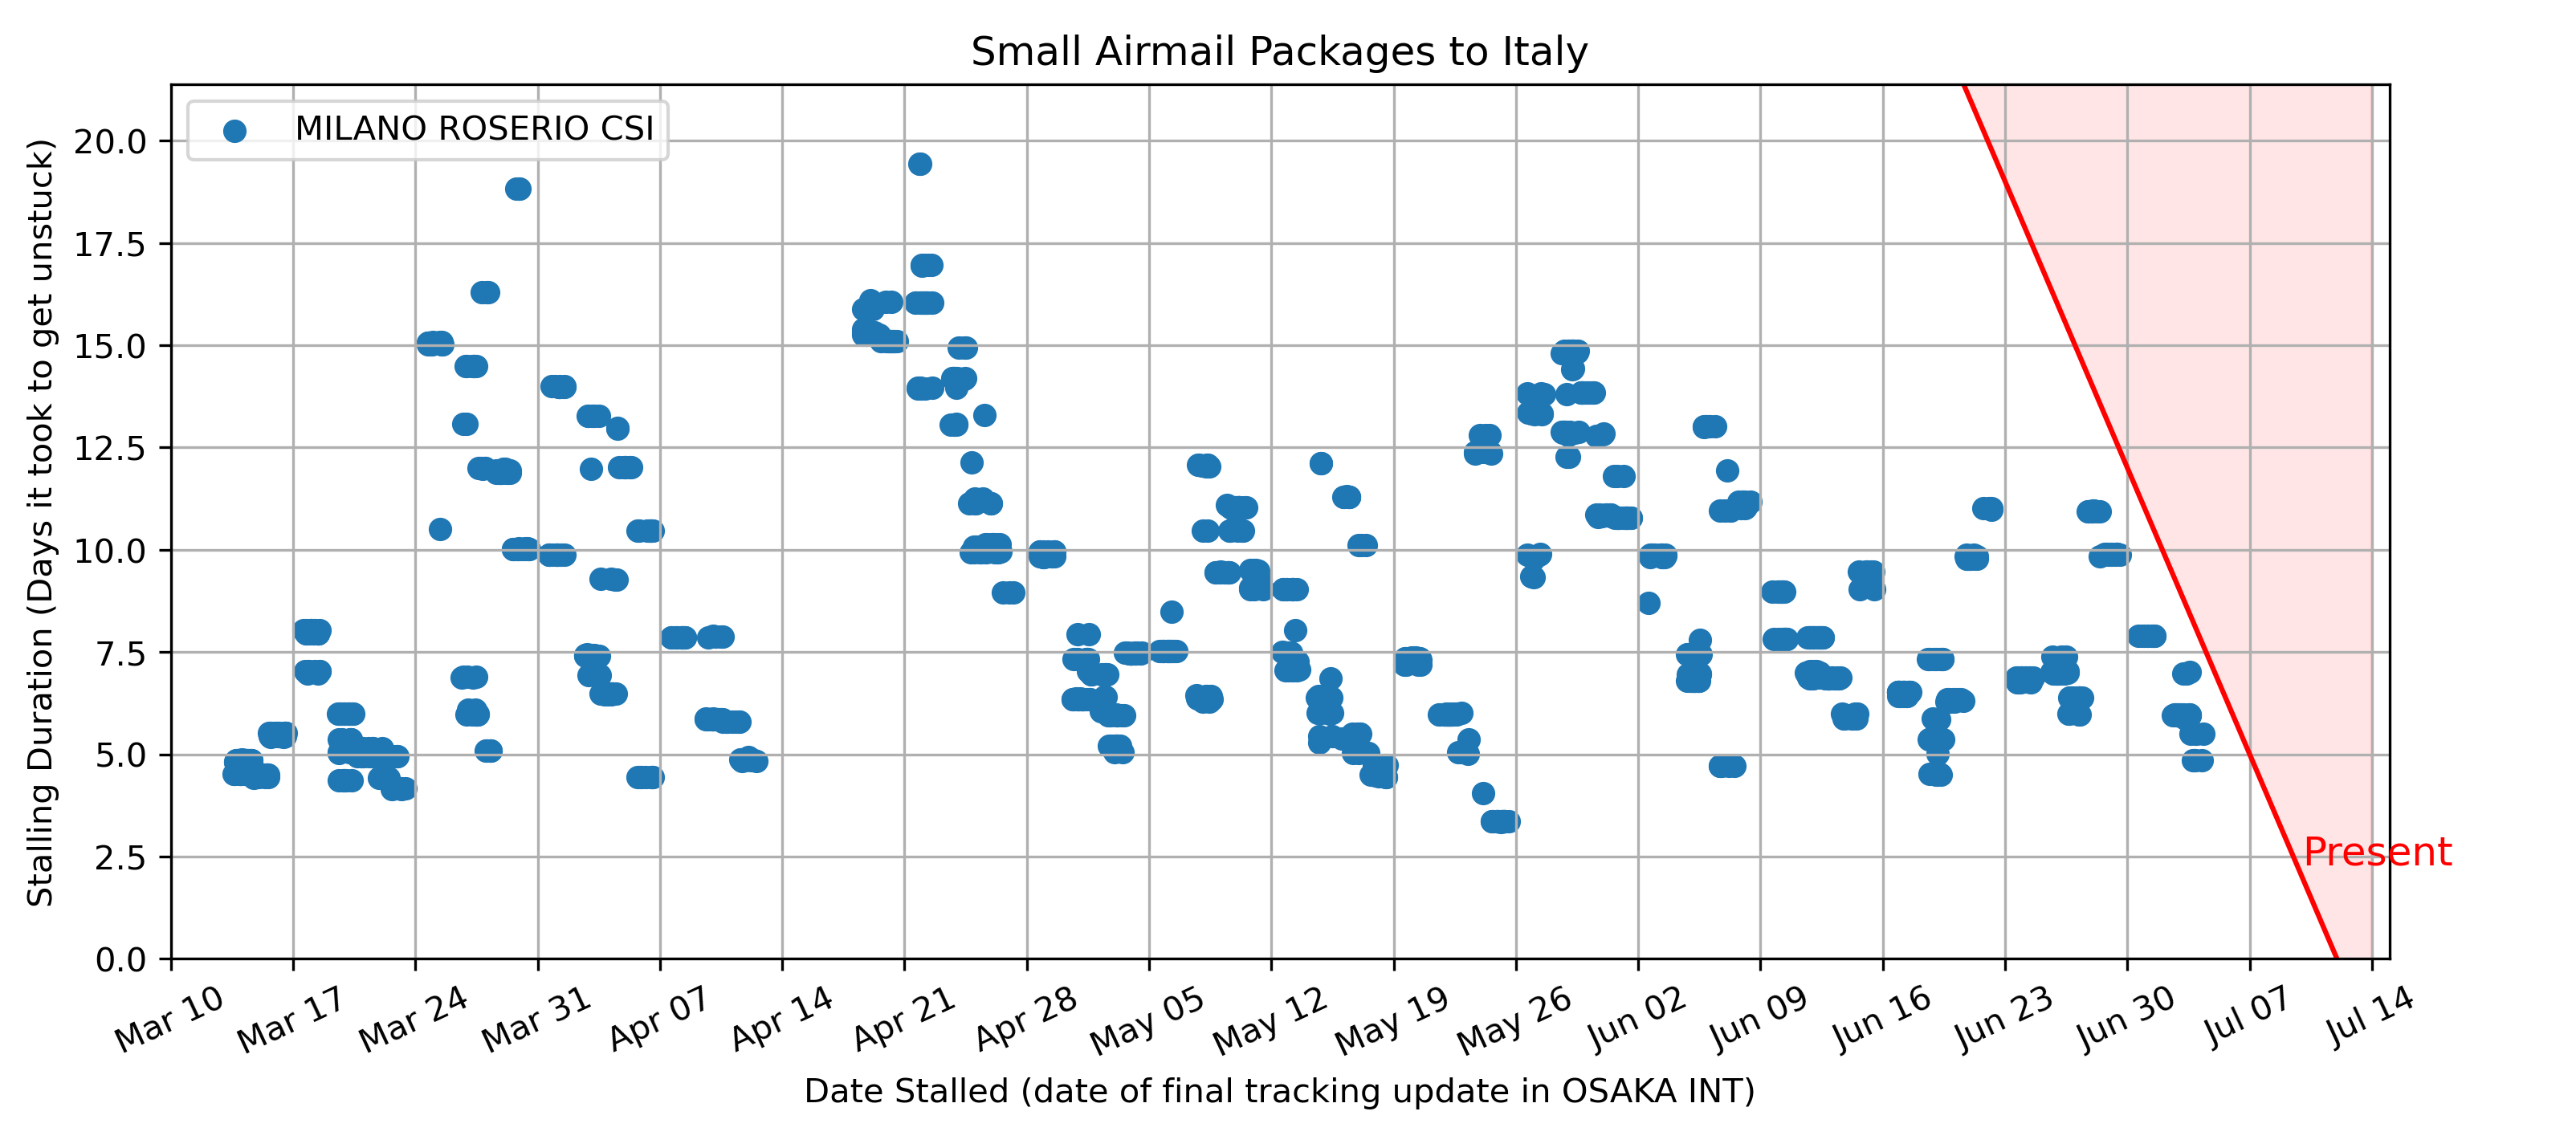 Small Airmail Packages to Italy
MILANO ROSERIO CSI
Stalling Duration (Days it took to get unstuck)
20.0
17.5
15.0
12.5
10.0
7.5
5.0
2.5
0.0
Present
Mar 10
Mar 17
Mar 24
Mar 31
Apr 07
Apr 14
Apr 21
Apr 28
May 05
May 12
May 19
May 26
Jun 02
Jun 09
Jun 16
Jun 23
Jun 30
Jul 07
Jul 14
Date Stalled (date of final tracking update in OSAKA INT)